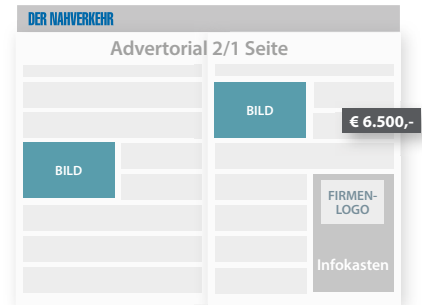 DER NAHVERKEHR
Advertorial 2/1 Seite
BILD
€ 6.500,-
BILD
FIRMEN-
LOGO
Infokasten